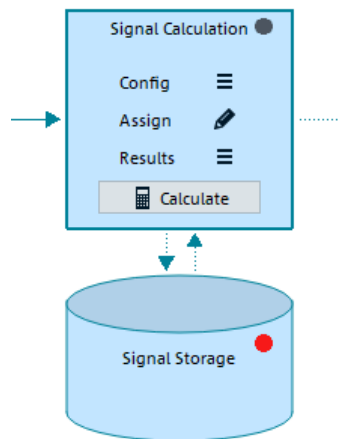 Signal Calculation
Config
Assign
Results
Calculate
Signal Storage